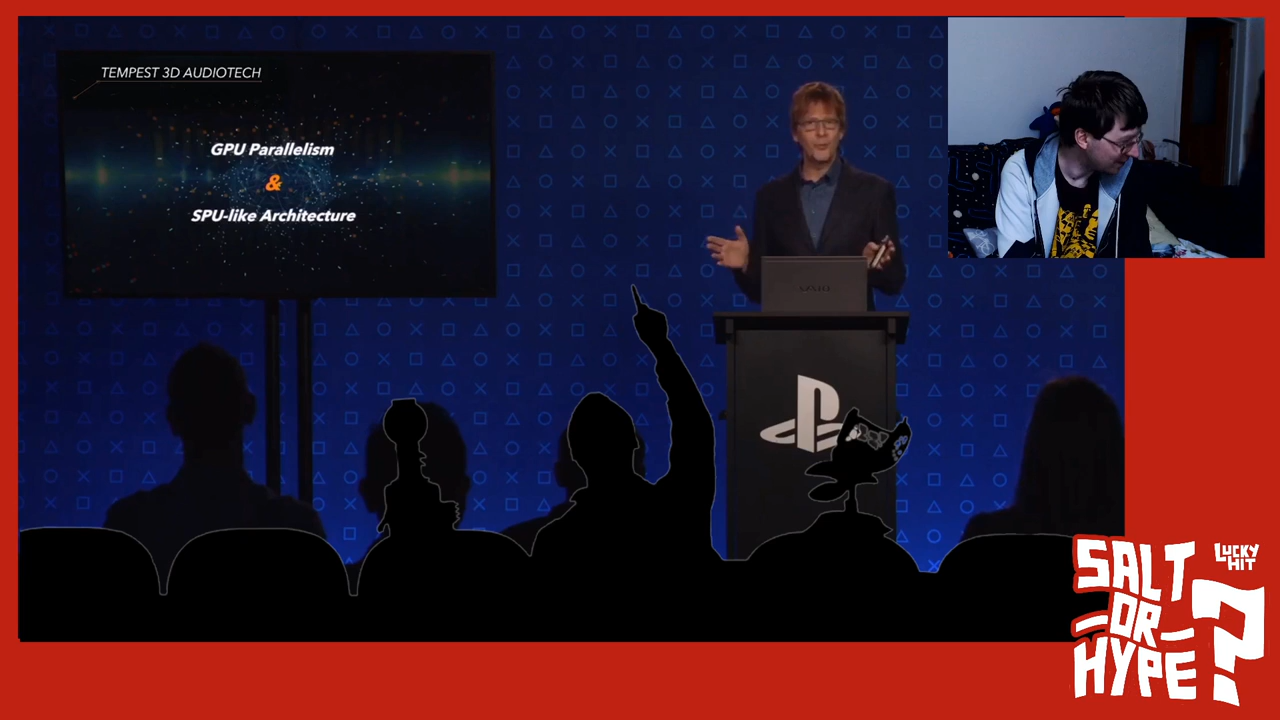 TEMPEST 3D AUDIOTECH
GPU Parallelism
&
SPU-like Architecture
SALT
OR
HYPE
?
LUCKY
HIT